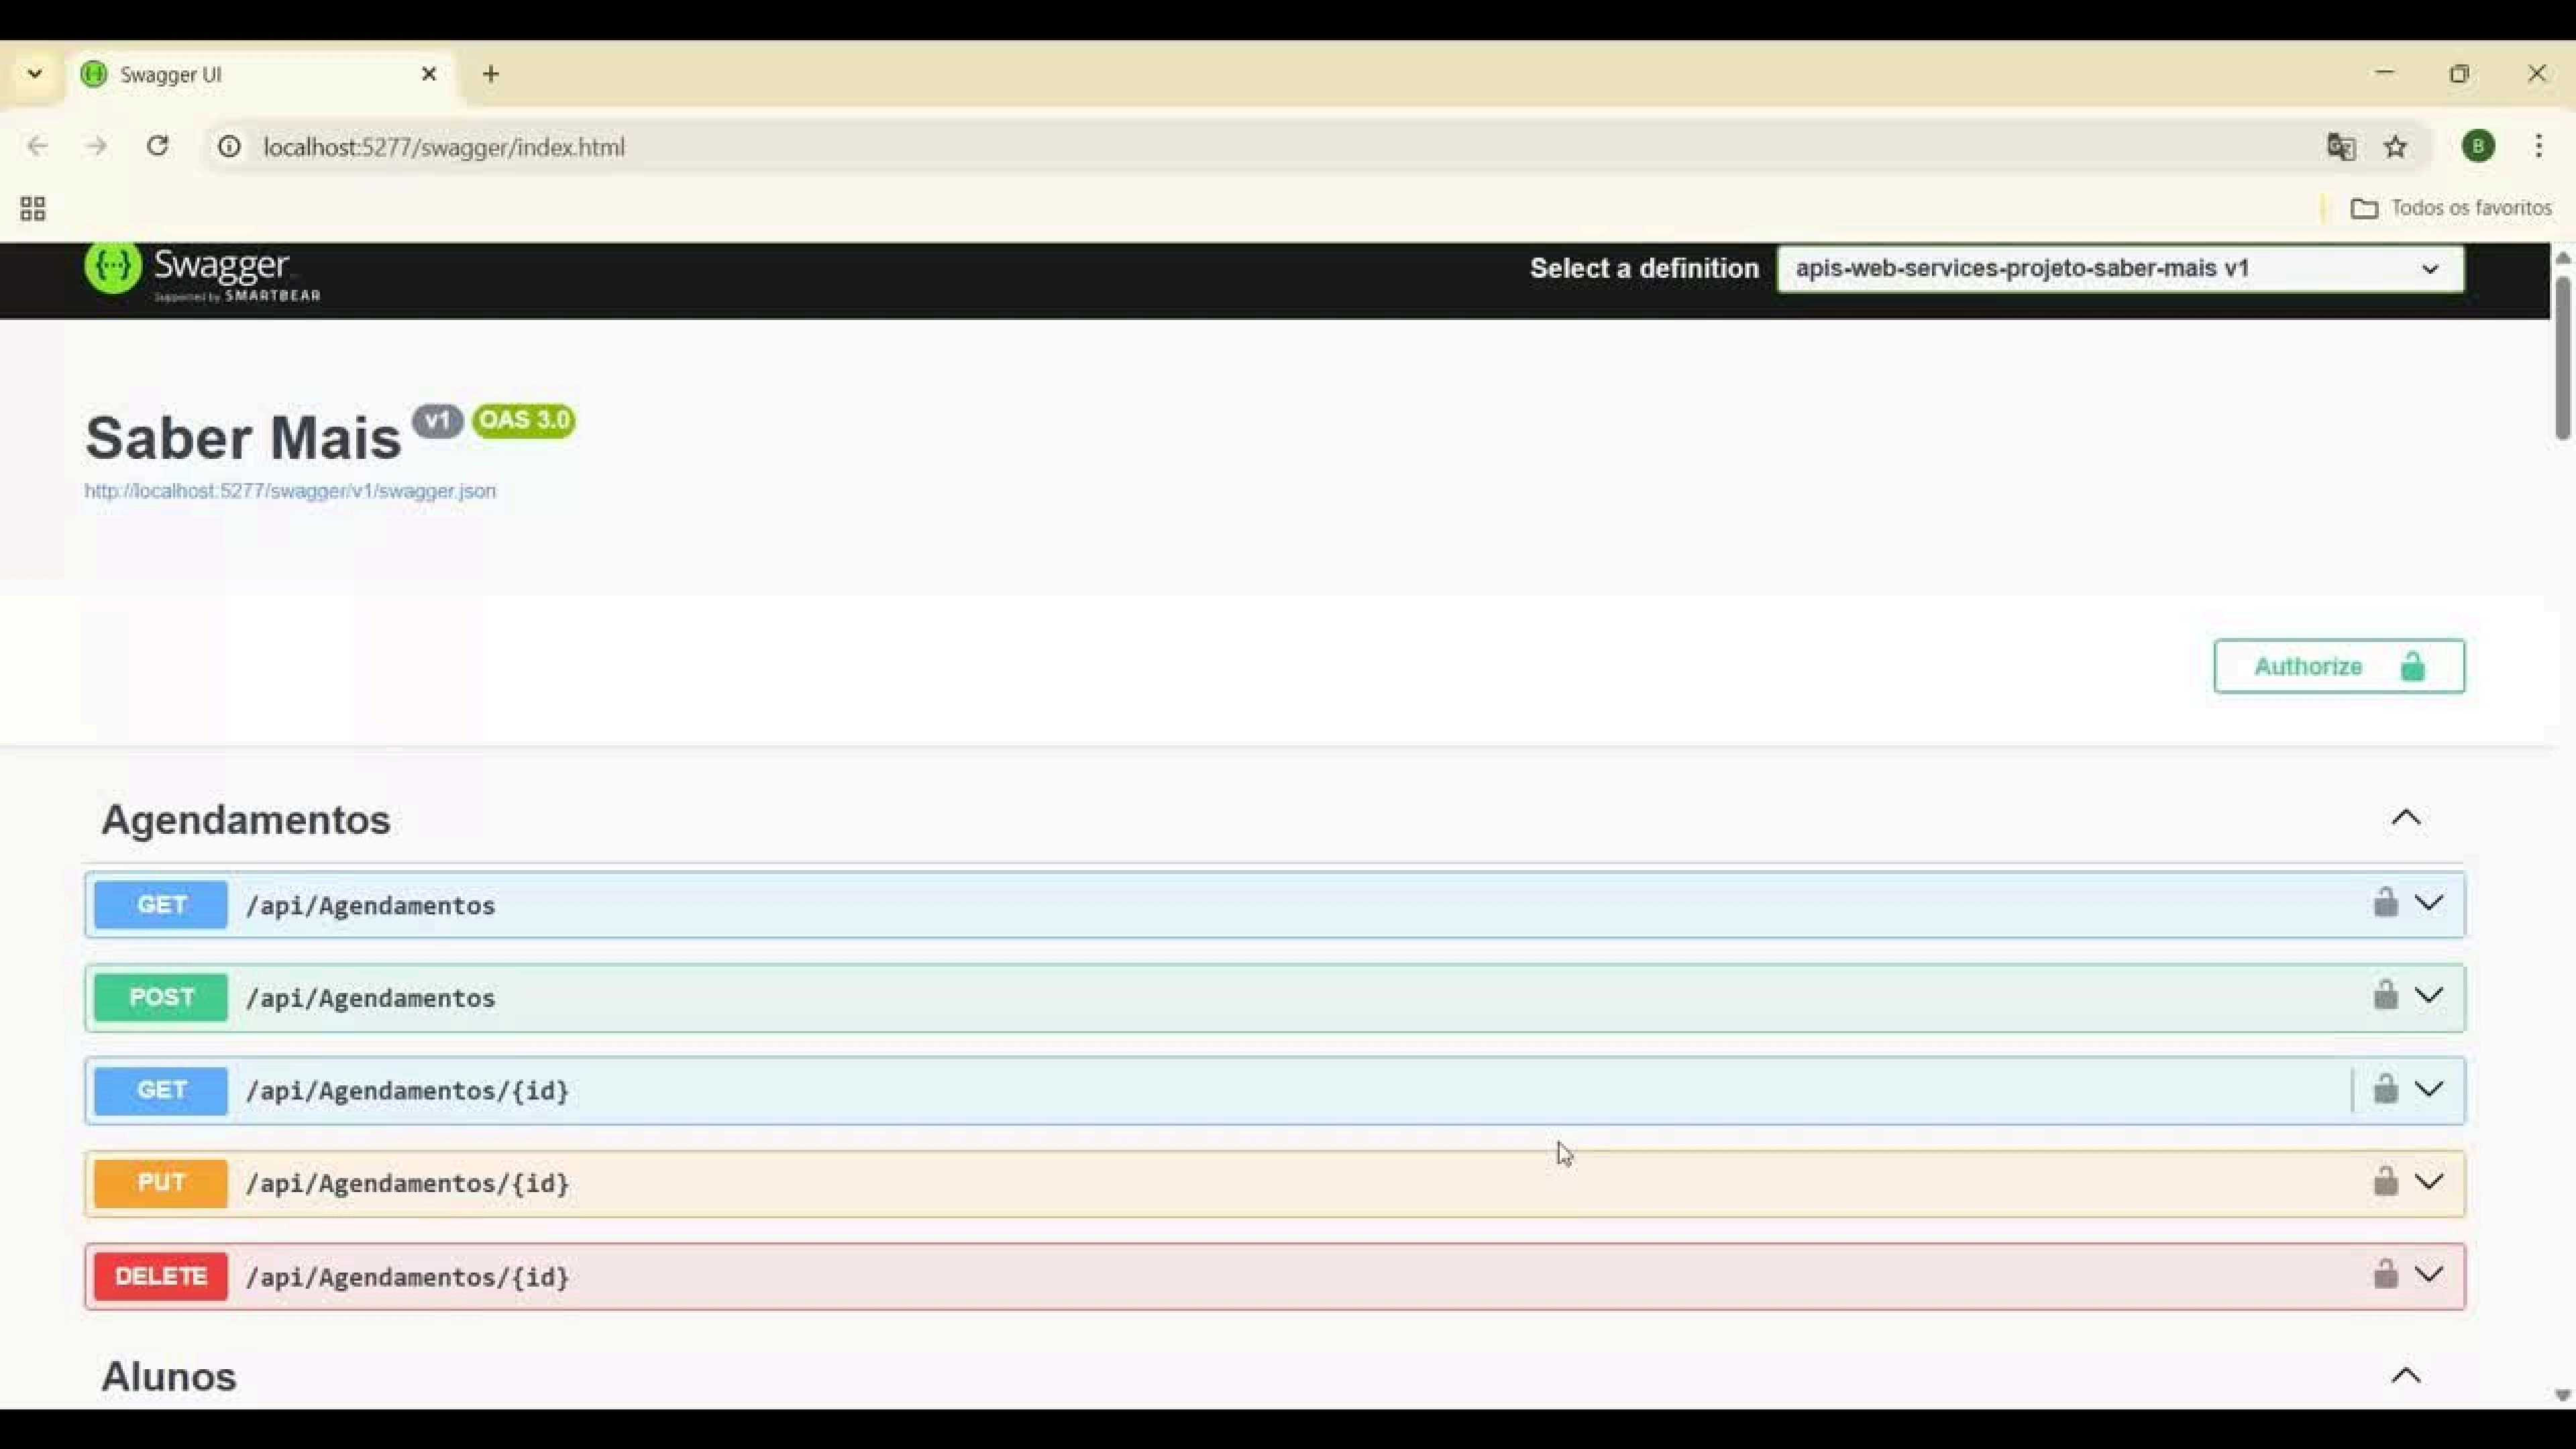 Swagger UI
localhost:5277/swagger/index.html
B
Todos os favoritos
Swagger
Supported by SMARTBEAR
Select a definition
apis-web-services-projeto-saber-mais v1
Saber Mais v1 OAS 3.0
http://localhost:5277/swagger/v1/swagger.json
Authorize
Agendamentos
GET /api/Agendamentos
POST /api/Agendamentos
GET /api/Agendamentos/{id}
PUT /api/Agendamentos/{id}
DELETE /api/Agendamentos/{id}
Alunos